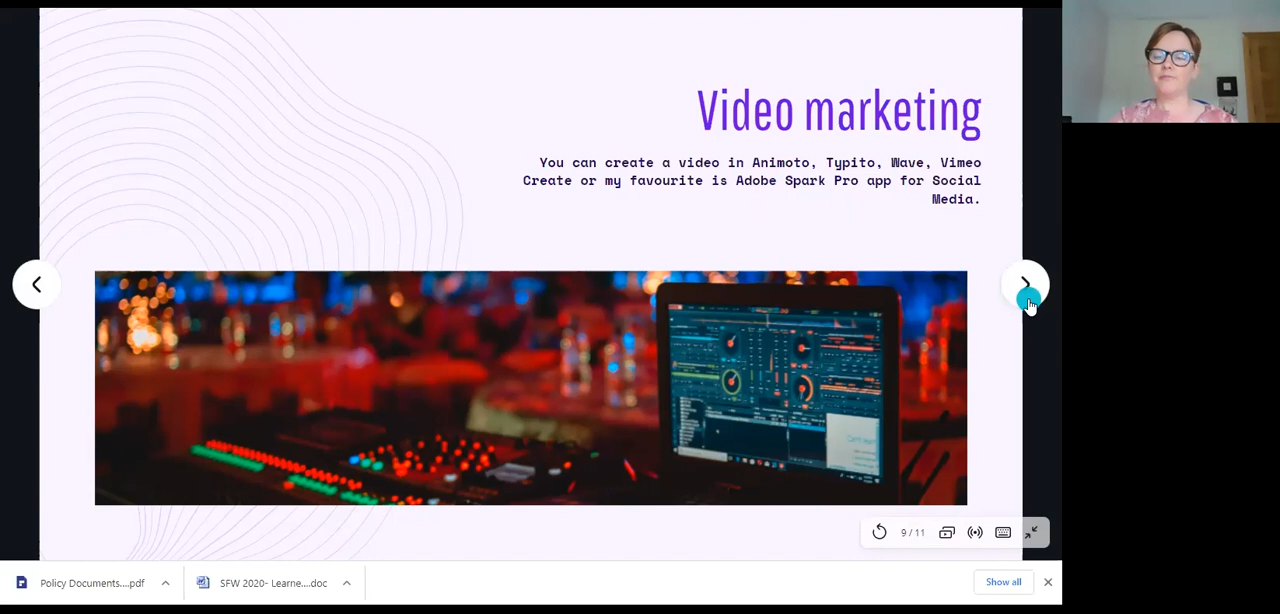 Video marketing
You can create a video in Animoto, Typito, Wave, Vimeo
Create or my favourite is Adobe Spark Pro app for Social
Media.
9 / 11
Policy Documents....pdf
SFW 2020- Learne....doc
Show all